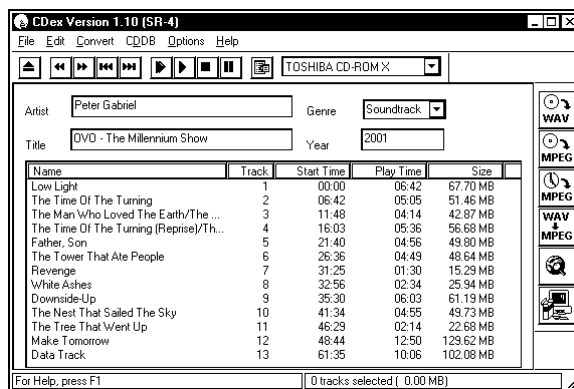 CDex Version 1.10 (SR-4)
File Edit Convert CDDB Options Help
TOSHIBA CD-ROM X
Artist Peter Gabriel Genre Soundtrack
Title OVO - The Millennium Show Year 2001
Name Track Start Time Play Time Size
Low Light 1 00:00 06:42 67.70 MB
The Time Of The Turning 2 06:42 05:05 51.46 MB
The Man Who Loved The Earth/The ... 3 11:48 04:14 42.87 MB
The Time Of The Turning (Reprise)/Th... 4 16:03 05:36 56.68 MB
Father, Son 5 21:40 04:56 49.80 MB
The Tower That Ate People 6 26:36 04:49 48.64 MB
Revenge 7 31:25 01:30 15.29 MB
White Ashes 8 32:56 02:34 25.94 MB
Downside-Up 9 35:30 06:03 61.19 MB
The Nest That Sailed The Sky 10 41:34 04:55 49.73 MB
The Tree That Went Up 11 46:29 02:14 22.68 MB
Make Tomorrow 12 48:44 12:50 129.62 MB
Data Track 13 61:35 10:06 102.08 MB
WAV
MPEG
MPEG
WAV
MPEG
For Help, press F1 0 tracks selected ( 0.00 MB)